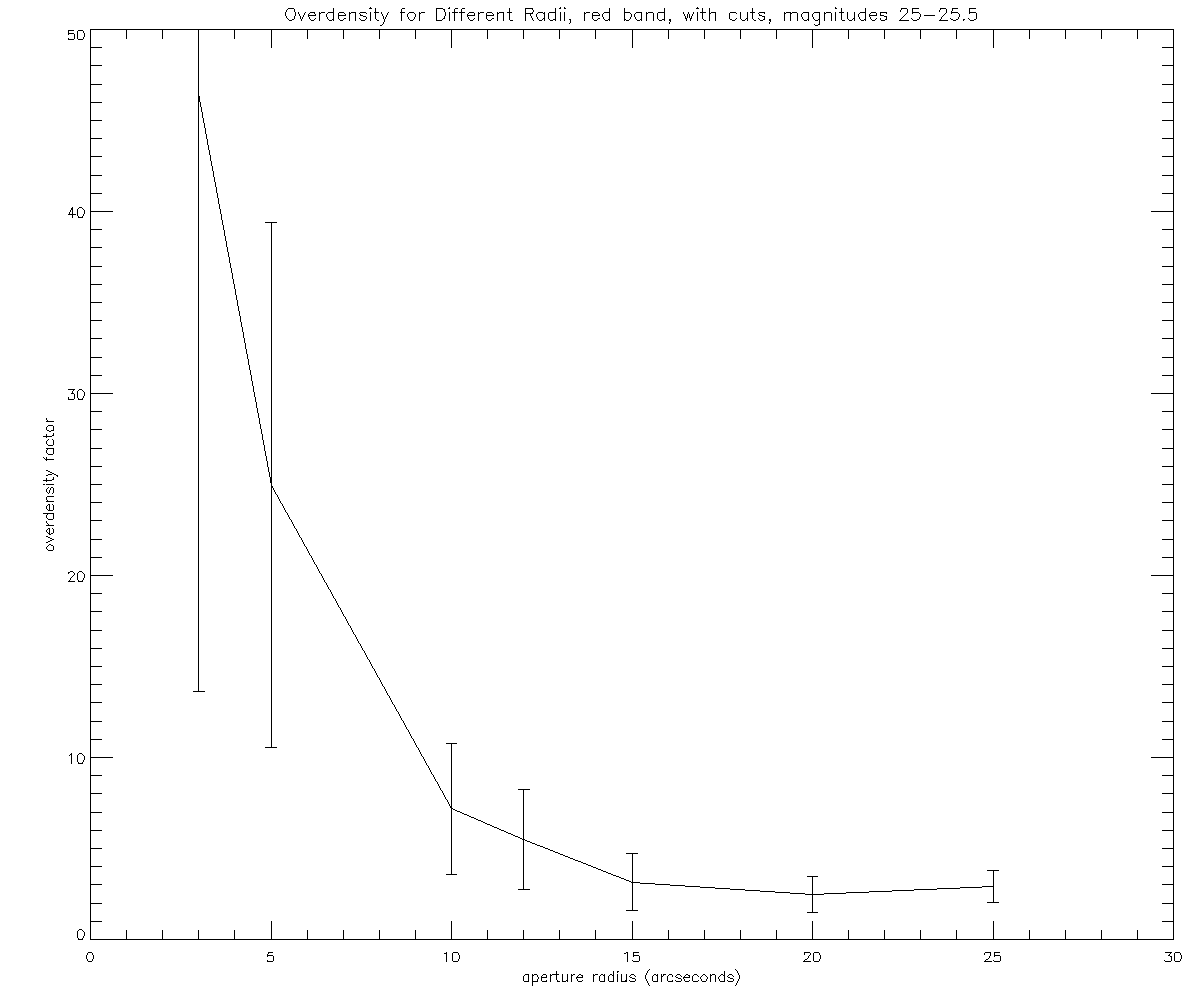 Overdensity for Different Radii, red band, with cuts, magnitudes 25-25.5
50
40
30
20
10
0
overdensity factor
0 5 10 15 20 25 30
aperture radius (arcseconds)